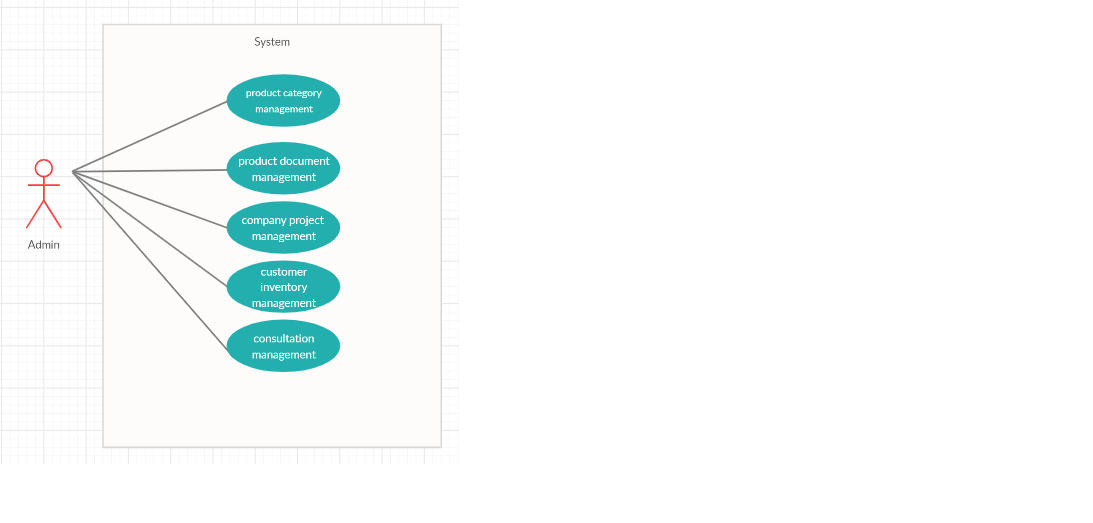 System
product category
management
product document
management
company project
management
customer
inventory
management
consultation
management
Admin